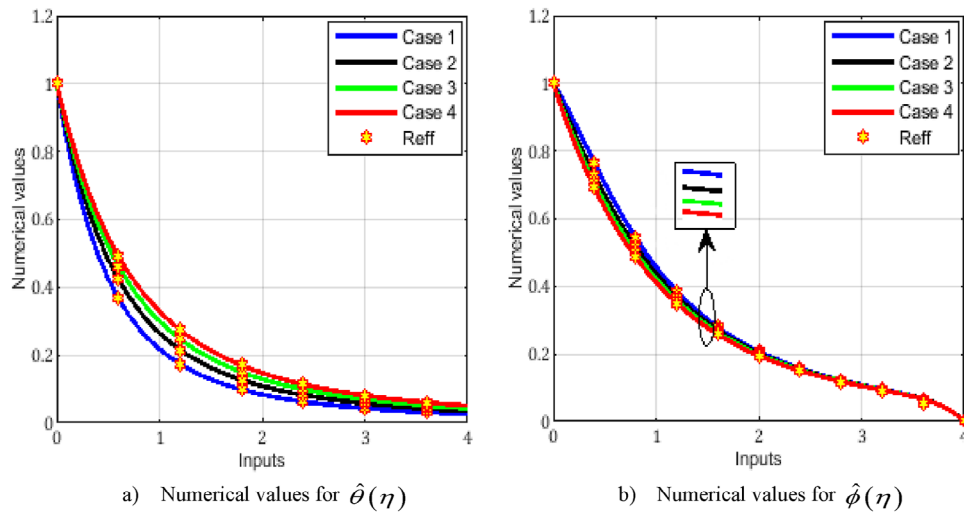 1.2
1
0.8
0.6
0.4
0.2
0
Numerical values
Case 1
Case 2
Case 3
Case 4
Reff
0 1 2 3 4
Inputs
a) Numerical values for θ̂(η)
1.2
1
0.8
0.6
0.4
0.2
0
Numerical values
Case 1
Case 2
Case 3
Case 4
Reff
0 1 2 3 4
Inputs
b) Numerical values for ϕ̂(η)